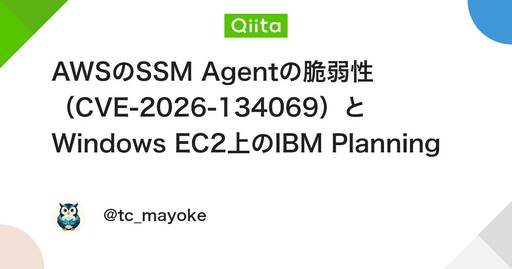 Qiita
AWSのSSM Agentの脆弱性
（CVE-2026-134069）と
Windows EC2上のIBM Planning
@tc_mayoke